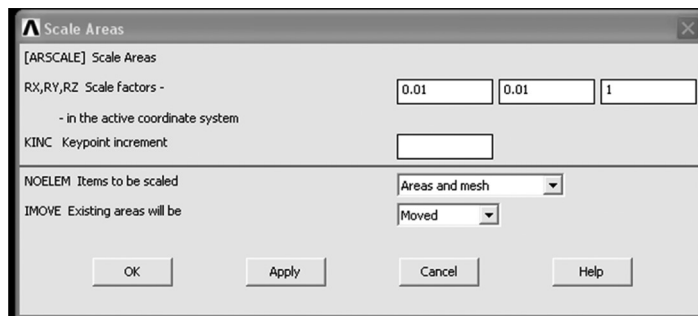 Scale Areas
[ARSCALE] Scale Areas
RX,RY,RZ Scale factors - 0.01 0.01 1
- in the active coordinate system
KINC Keypoint increment
NOELEM Items to be scaled Areas and mesh
IMOVE Existing areas will be Moved
OK Apply Cancel Help